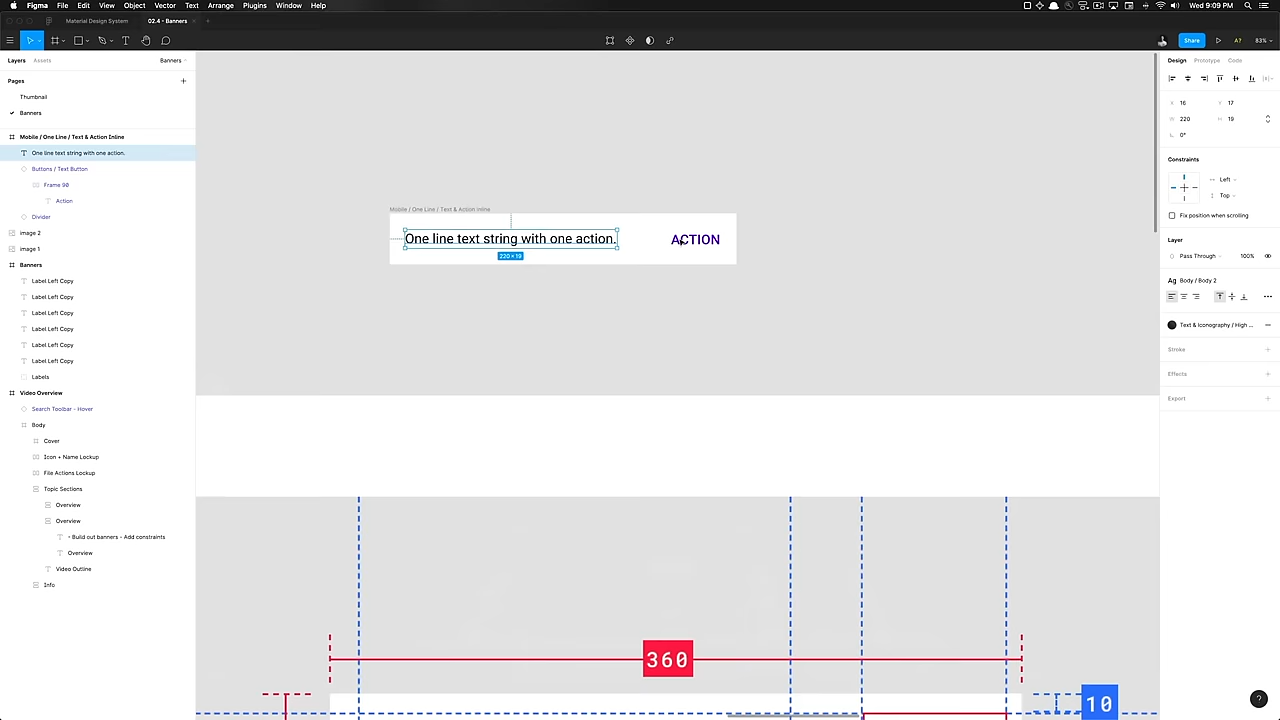 Figma File Edit View Object Vector Text Arrange Plugins Window Help Wed 9:09 PM
Material Design System 02.4 - Banners
Share A? 83%
Layers Assets Banners
Pages
Thumbnail
Banners
Mobile / One Line / Text & Action Inline
One line text string with one action.
Buttons / Text Button
Frame 90
Action
Divider
image 2
image 1
Banners
Label Left Copy
Label Left Copy
Label Left Copy
Label Left Copy
Label Left Copy
Label Left Copy
Labels
Video Overview
Search Toolbar - Hover
Body
Cover
Icon + Name Lockup
File Actions Lockup
Topic Sections
Overview
Overview
- Build out banners - Add constraints
Overview
Video Outline
Info
Mobile / One Line / Text & Action Inline
One line text string with one action.
ACTION
220 × 19
360
10
Design Prototype Code
X 16 Y 17
W 220 H 19
0°
Constraints
Left
Top
Fix position when scrolling
Layer
Pass Through 100%
Ag Body / Body 2
Text & Iconography / High ...
Stroke
Effects
Export
?